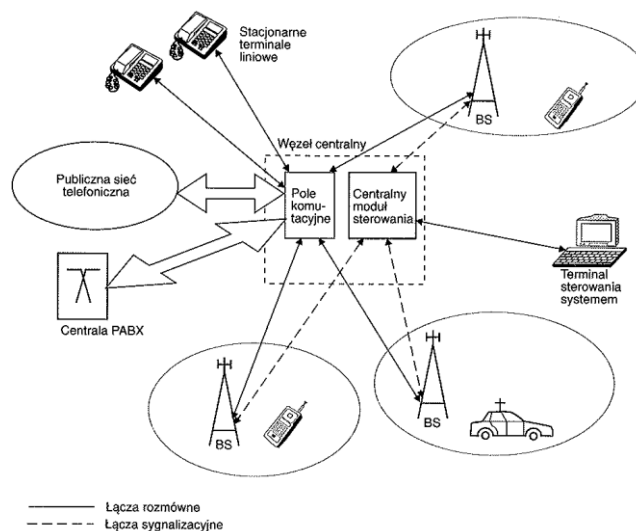 Stacjonarne
terminale
liniowe
BS
Węzeł centralny
Publiczna sieć
telefoniczna
Pole
komu-
tacyjne
Centralny
moduł
sterowania
Terminal
sterowania
systemem
Centrala PABX
BS
BS
Łącza rozmówne
Łącza sygnalizacyjne